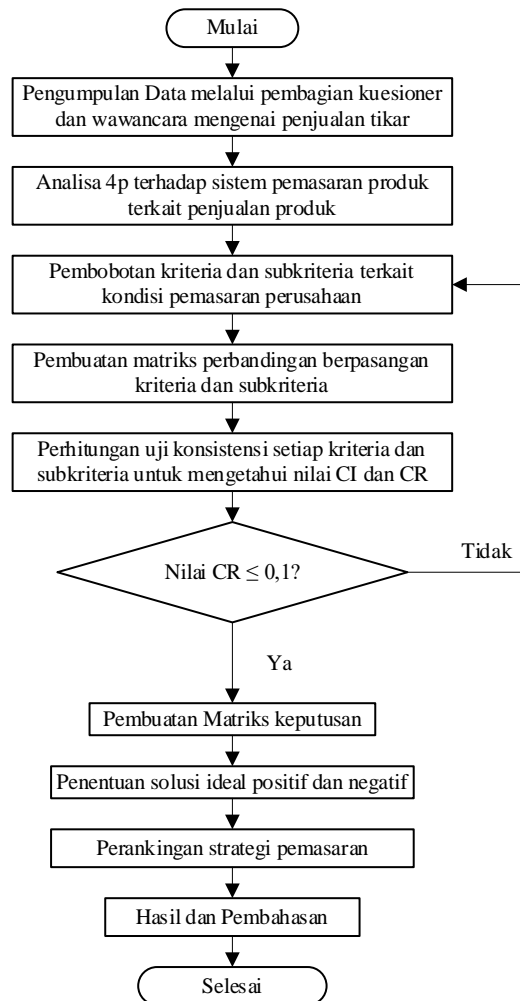 Mulai
Pengumpulan Data melalui pembagian kuesioner
dan wawancara mengenai penjualan tikar
Analisa 4p terhadap sistem pemasaran produk
terkait penjualan produk
Pembobotan kriteria dan subkriteria terkait
kondisi pemasaran perusahaan
Pembuatan matriks perbandingan berpasangan
kriteria dan subkriteria
Perhitungan uji konsistensi setiap kriteria dan
subkriteria untuk mengetahui nilai CI dan CR
Tidak
Nilai CR ≤ 0,1?
Ya
Pembuatan Matriks keputusan
Penentuan solusi ideal positif dan negatif
Perankingan strategi pemasaran
Hasil dan Pembahasan
Selesai